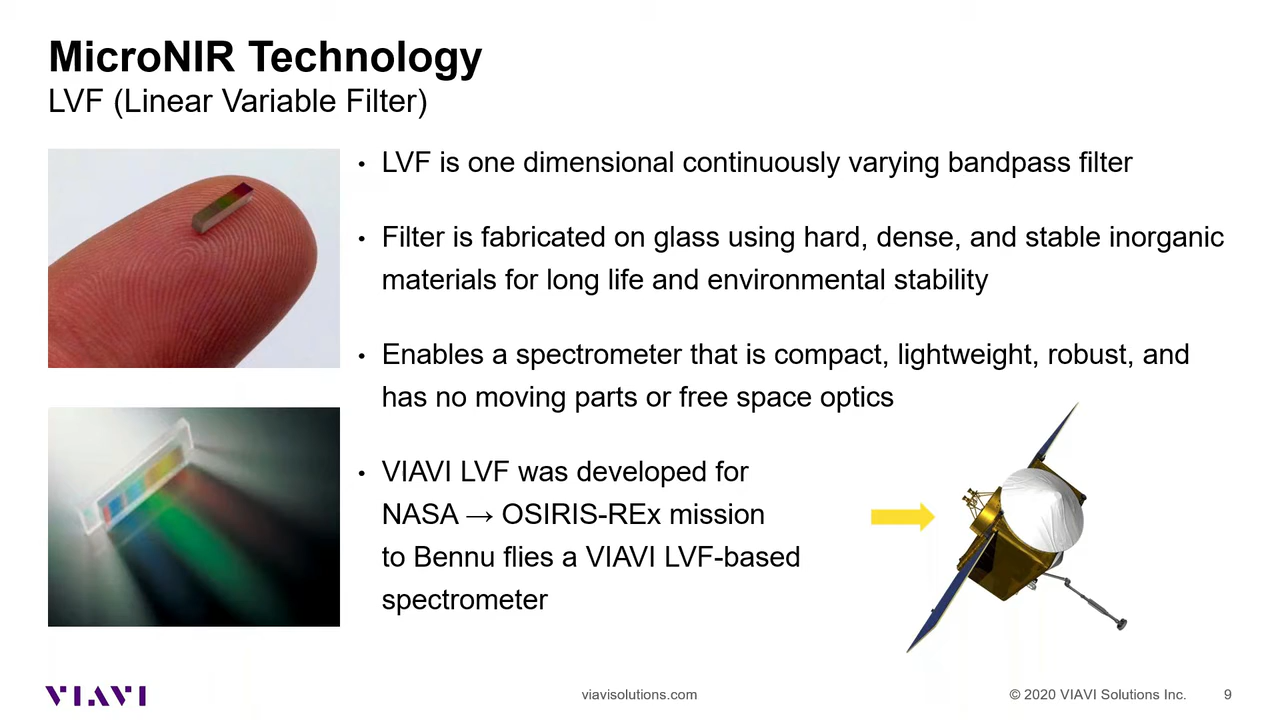 MicroNIR Technology
LVF (Linear Variable Filter)
• LVF is one dimensional continuously varying bandpass filter
• Filter is fabricated on glass using hard, dense, and stable inorganic
materials for long life and environmental stability
• Enables a spectrometer that is compact, lightweight, robust, and
has no moving parts or free space optics
• VIAVI LVF was developed for
NASA → OSIRIS-REx mission
to Bennu flies a VIAVI LVF-based
spectrometer
VIAVI
viavisolutions.com
© 2020 VIAVI Solutions Inc.
9